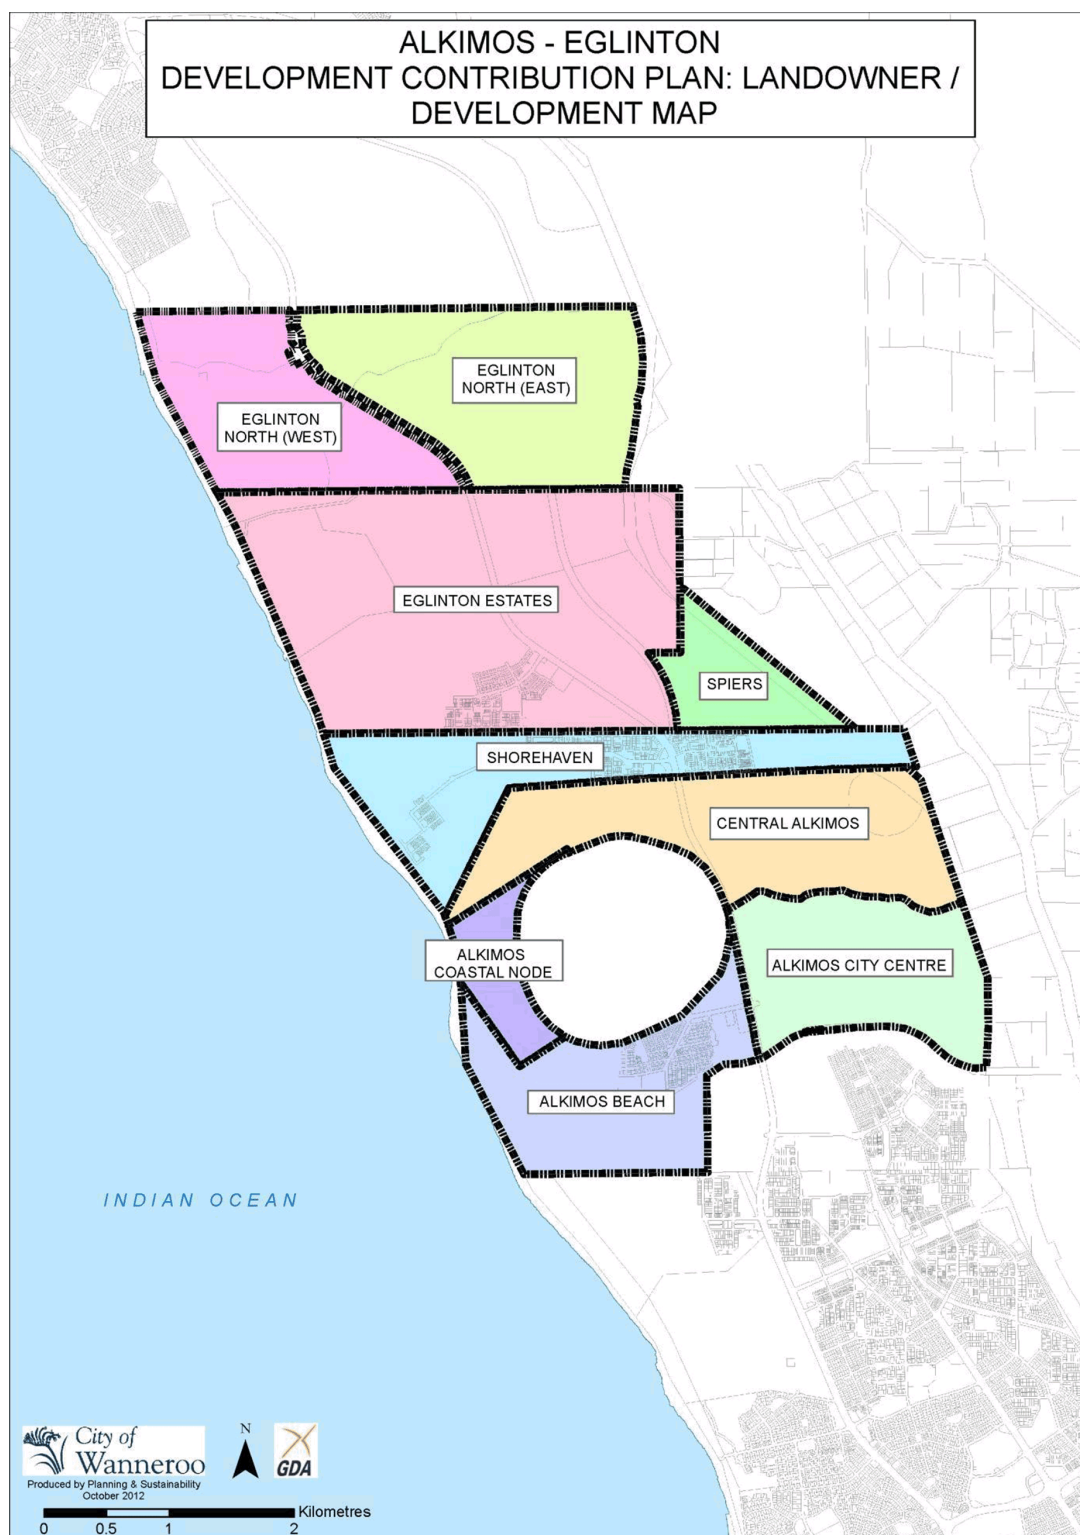 ALKIMOS - EGLINTON
DEVELOPMENT CONTRIBUTION PLAN: LANDOWNER /
DEVELOPMENT MAP
EGLINTON
NORTH (EAST)
EGLINTON
NORTH (WEST)
EGLINTON ESTATES
SPIERS
SHOREHAVEN
CENTRAL ALKIMOS
ALKIMOS
COASTAL NODE
ALKIMOS CITY CENTRE
ALKIMOS BEACH
INDIAN OCEAN
City of
Wanneroo
Produced by Planning & Sustainability
October 2012
N
GDA
Kilometres
0 0.5 1 2